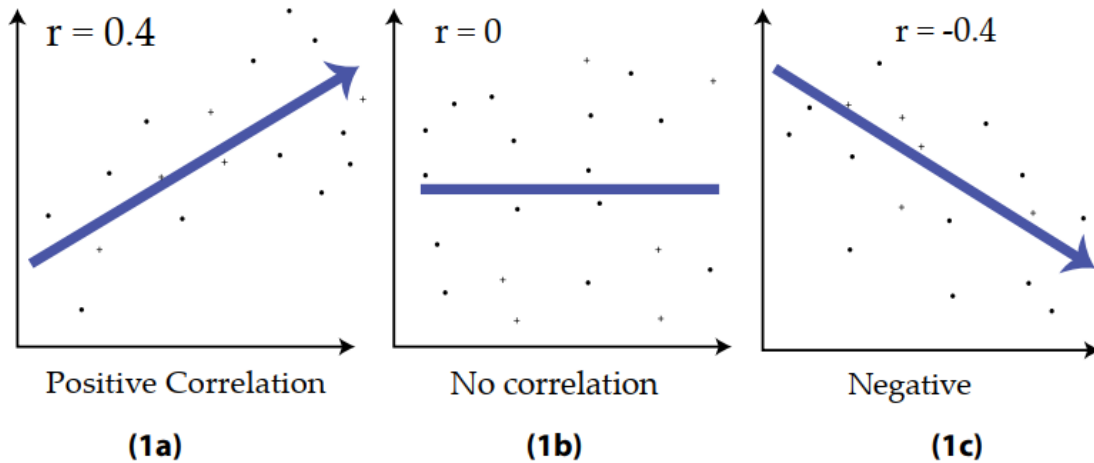 r = 0.4
r = 0
r = -0.4
Positive Correlation
No correlation
Negative
(1a)
(1b)
(1c)